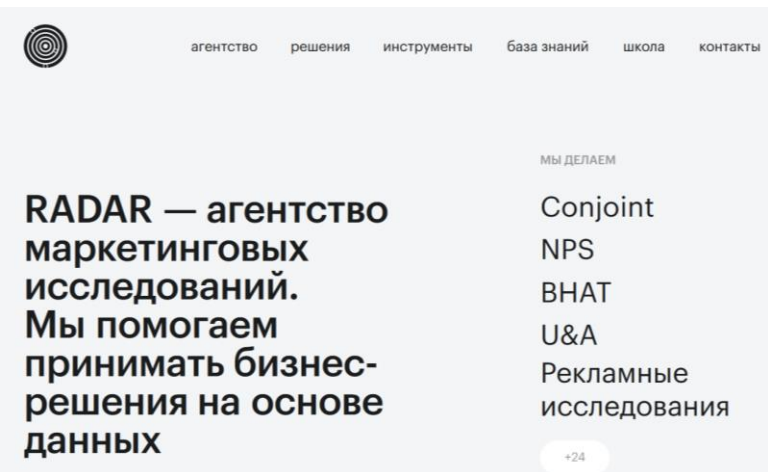 агентство решения инструменты база знаний школа контакты
МЫ ДЕЛАЕМ
RADAR — агентство
маркетинговых
исследований.
Мы помогаем
принимать бизнес-
решения на основе
данных
Conjoint
NPS
BHAT
U&A
Рекламные
исследования
+24